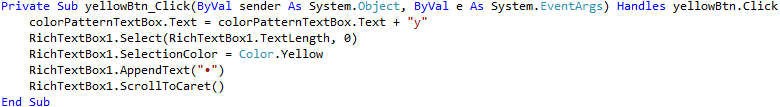 Private Sub yellowBtn_Click(ByVal sender As System.Object, ByVal e As System.EventArgs) Handles yellowBtn.Click
colorPatternTextBox.Text = colorPatternTextBox.Text + "y"
RichTextBox1.Select(RichTextBox1.TextLength, 0)
RichTextBox1.SelectionColor = Color.Yellow
RichTextBox1.AppendText("•")
RichTextBox1.ScrollToCaret()
End Sub